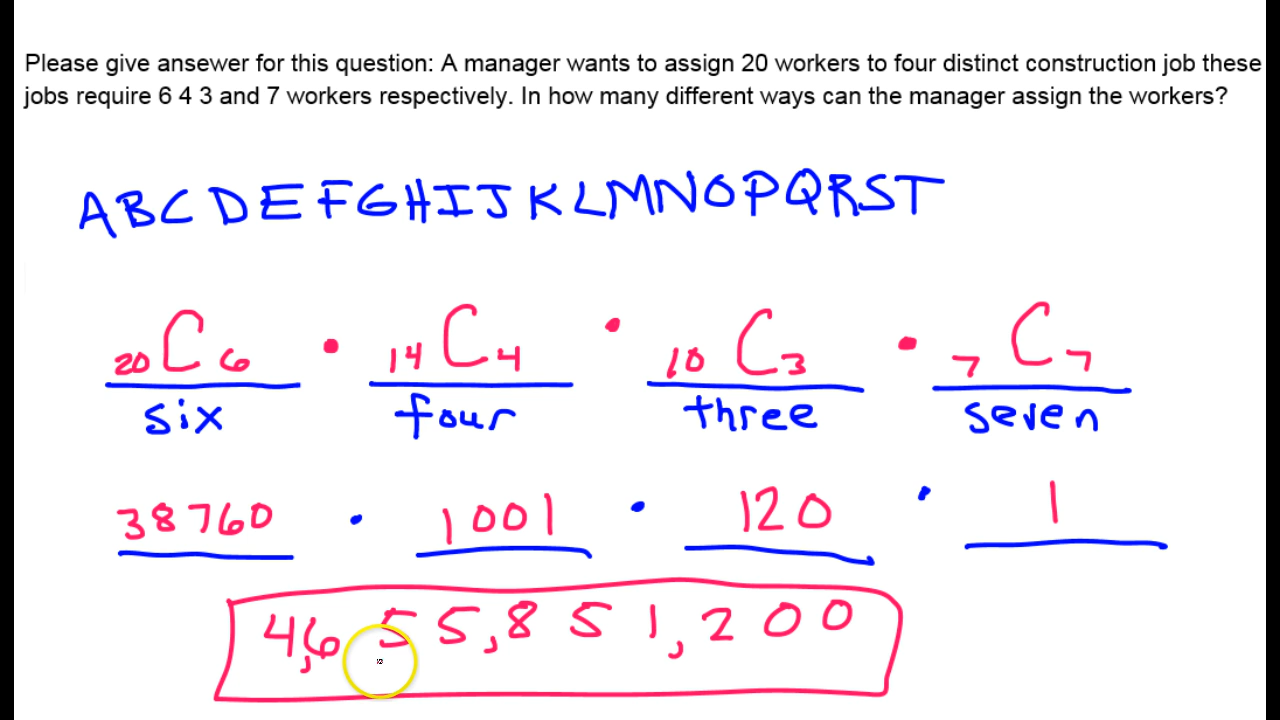 Please give ansewer for this question: A manager wants to assign 20 workers to four distinct construction job these
jobs require 6 4 3 and 7 workers respectively. In how many different ways can the manager assign the workers?
ABCDEFGHIJKLMNOPQRST
20C6 • 14C4 • 10C3 • 7C7
six four three seven
38760 • 1001 • 120 • 1
4,655,851,200